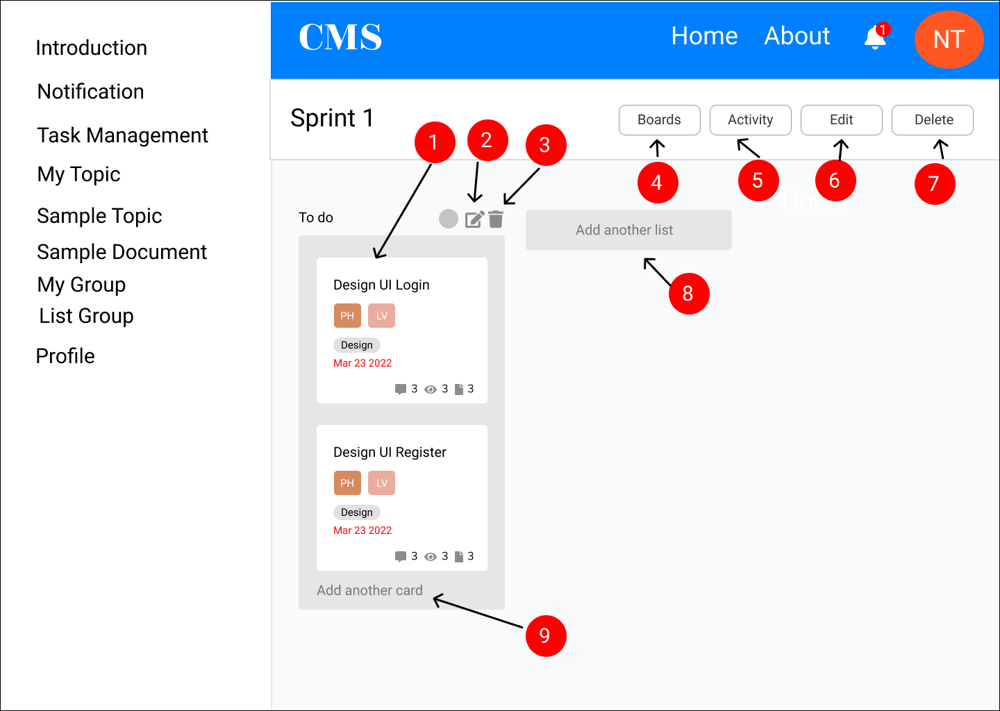 Introduction
Notification
Task Management
My Topic
Sample Topic
Sample Document
My Group
List Group
Profile
CMS
Home
About
1
NT
Sprint 1
Boards
Activity
Edit
Delete
1
2
3
4
5
6
7
Home
To do
Add another list
8
Design UI Login
PH LV
Design
Mar 23 2022
3 3 3
Design UI Register
PH LV
Design
Mar 23 2022
3 3 3
Add another card
9